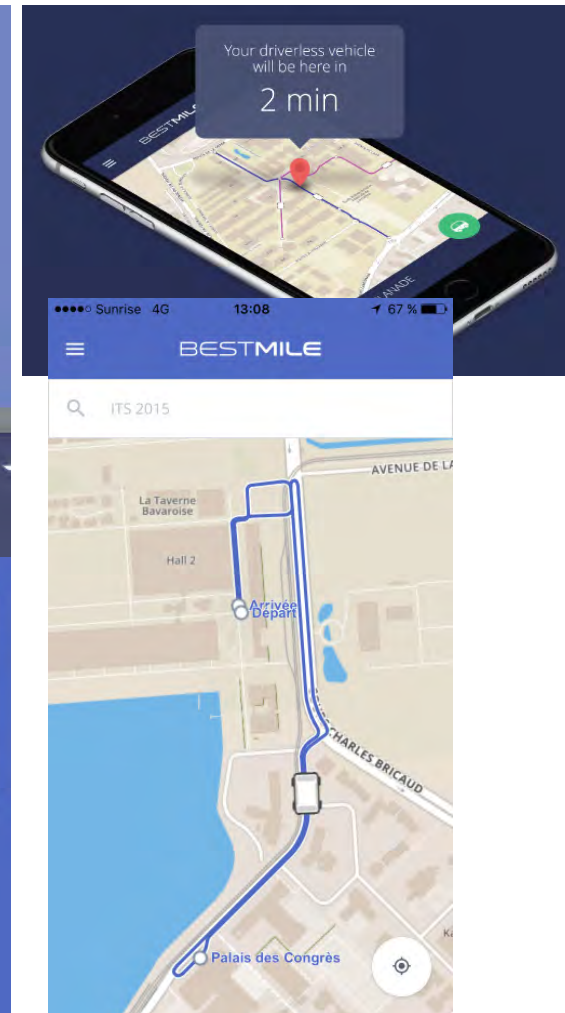 Your driverless vehicle
will be here in
2 min
BESTMILE
Sunrise 4G 13:08 67 %
BESTMILE
ITS 2015
AVENUE DE LA
La Taverne
Bavaroise
Hall 2
Arrivée
Départ
CHARLES BRICAUD
Palais des Congrès